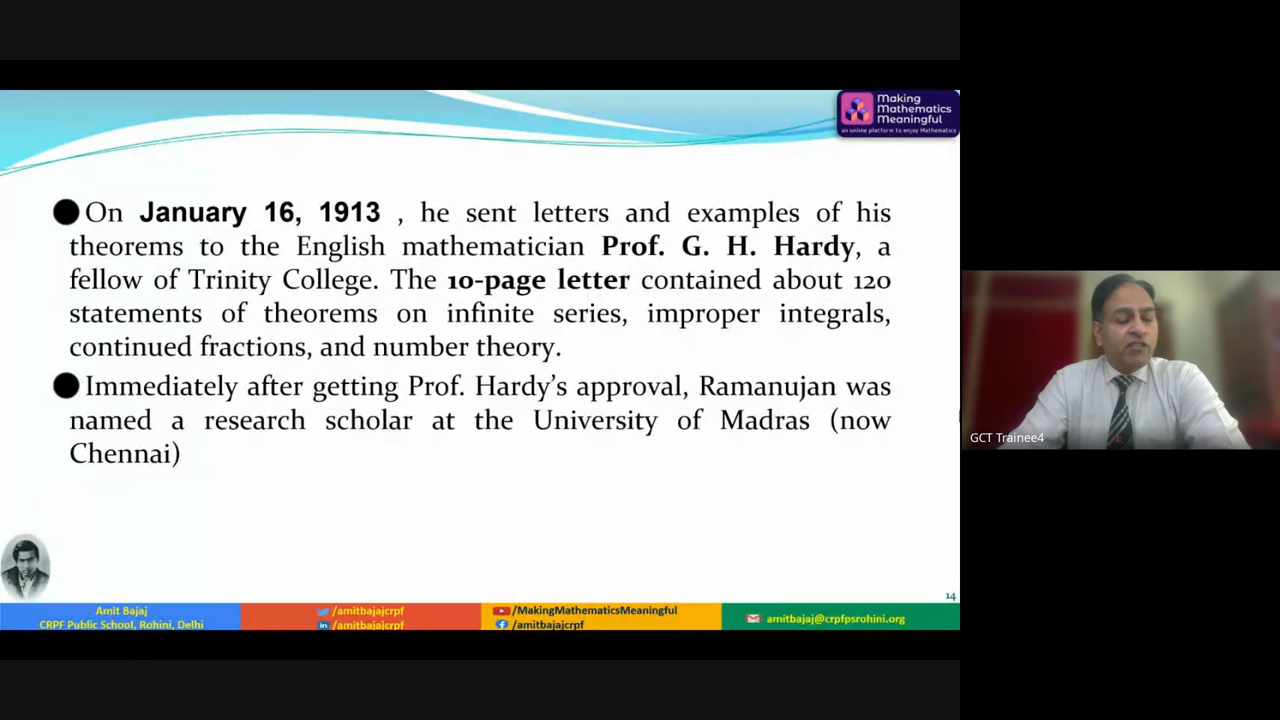 Making
Mathematics
Meaningful
an online platform to enjoy Mathematics
On January 16, 1913 , he sent letters and examples of his
theorems to the English mathematician Prof. G. H. Hardy, a
fellow of Trinity College. The 10-page letter contained about 120
statements of theorems on infinite series, improper integrals,
continued fractions, and number theory.
Immediately after getting Prof. Hardy's approval, Ramanujan was
named a research scholar at the University of Madras (now
Chennai)
GCT Trainee4
14
Amit Bajaj
CRPF Public School, Rohini, Delhi
/amitbajajcrpf
/amitbajajcrpf
/MakingMathematicsMeaningful
/amitbajajcrpf
amitbajaj@crpfpsrohini.org